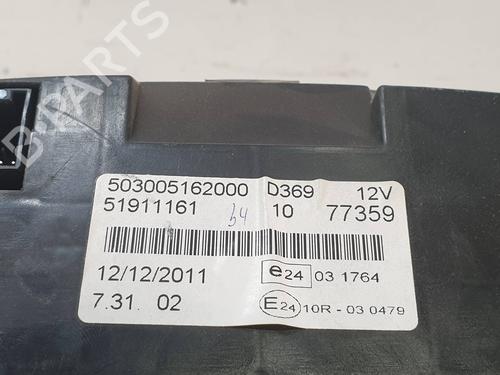 B-PARTS
503005162000 D369 12V
51911161 b4 10 77359
12/12/2011 e24 03 1764
7.31. 02 E24 10R - 03 0479